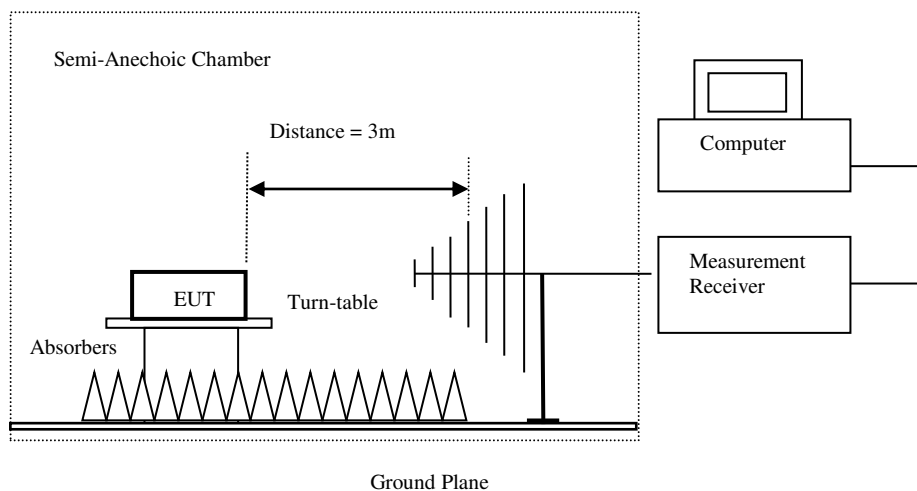 Semi-Anechoic Chamber
Distance = 3m
Computer
Measurement
Receiver
EUT
Turn-table
Absorbers
Ground Plane